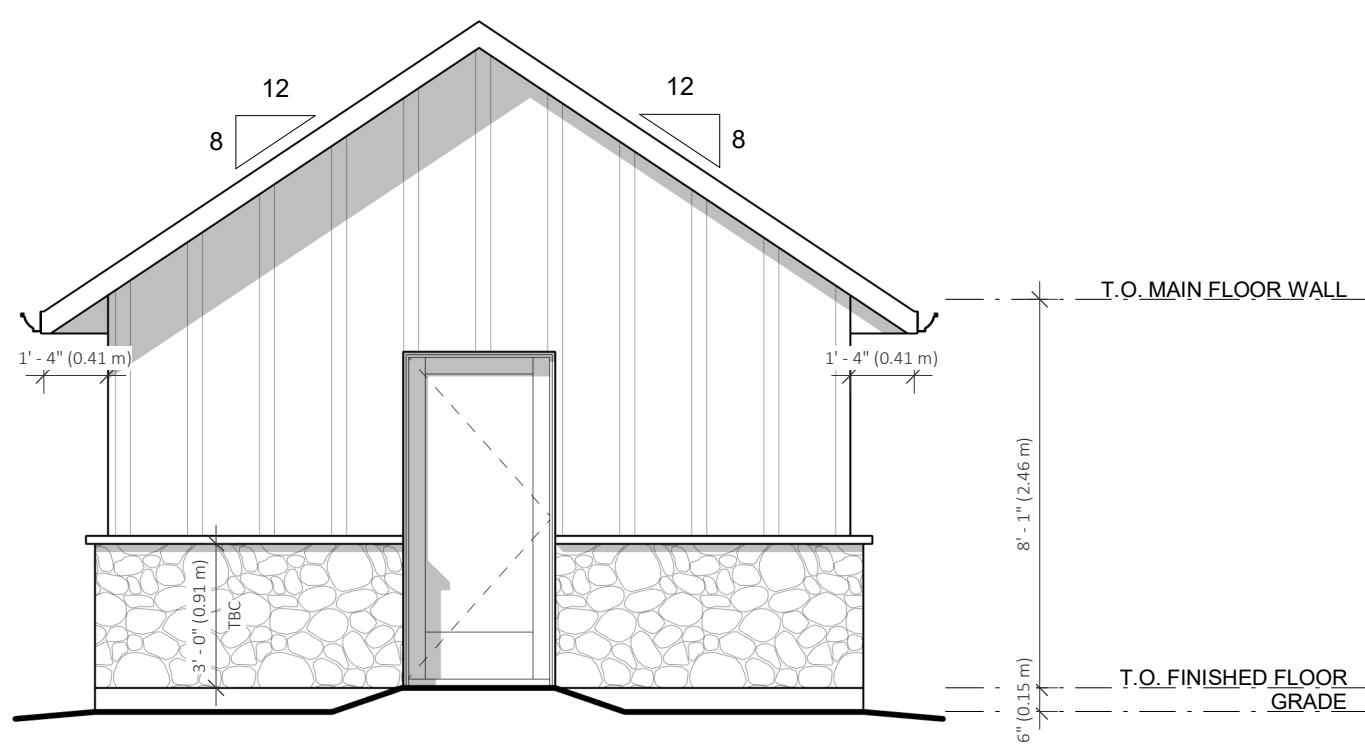 12
8
12
8
T.O. MAIN FLOOR WALL
1' - 4" (0.41 m)
1' - 4" (0.41 m)
8' - 1" (2.46 m)
3' - 0" (0.91 m)
TBC
T.O. FINISHED FLOOR
GRADE
6" (0.15 m)